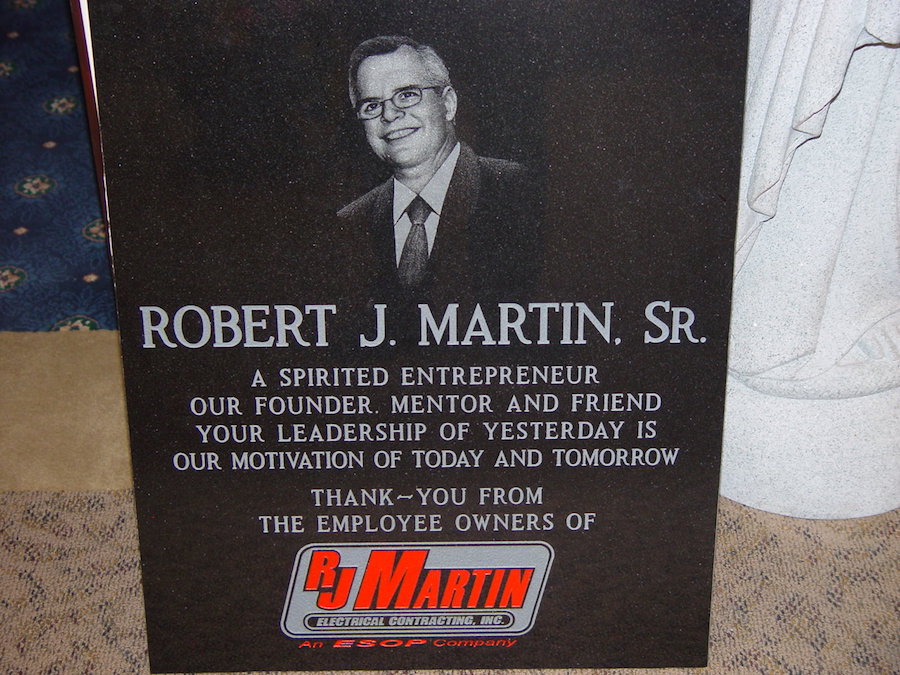 ROBERT J. MARTIN, SR.
A SPIRITED ENTREPRENEUR
OUR FOUNDER, MENTOR AND FRIEND
YOUR LEADERSHIP OF YESTERDAY IS
OUR MOTIVATION OF TODAY AND TOMORROW
THANK~YOU FROM
THE EMPLOYEE OWNERS OF
RJ MARTIN
ELECTRICAL CONTRACTING, INC.
An ESOP Company